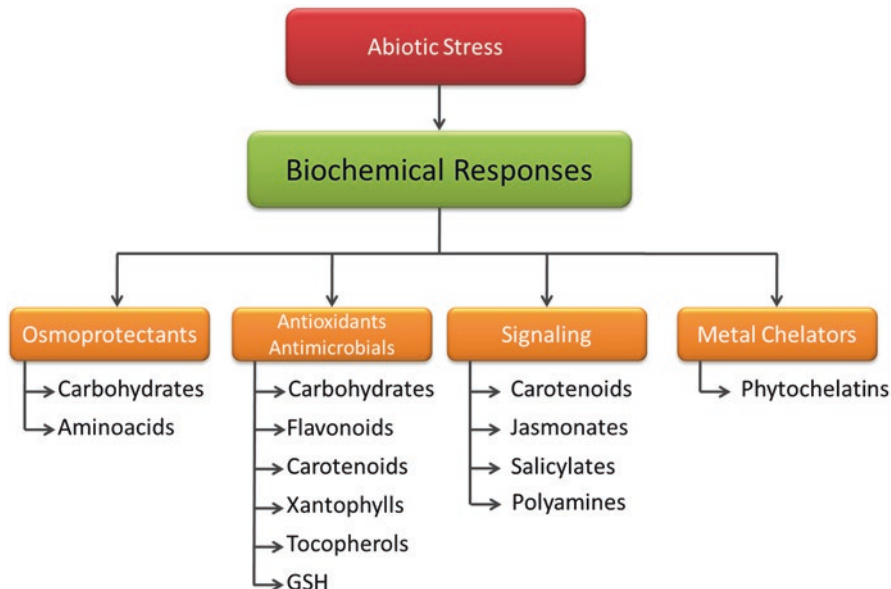 Abiotic Stress
Biochemical Responses
Osmoprotectants
Carbohydrates
Aminoacids
Antioxidants
Antimicrobials
Carbohydrates
Flavonoids
Carotenoids
Xantophylls
Tocopherols
GSH
Signaling
Carotenoids
Jasmonates
Salicylates
Polyamines
Metal Chelators
Phytochelatins